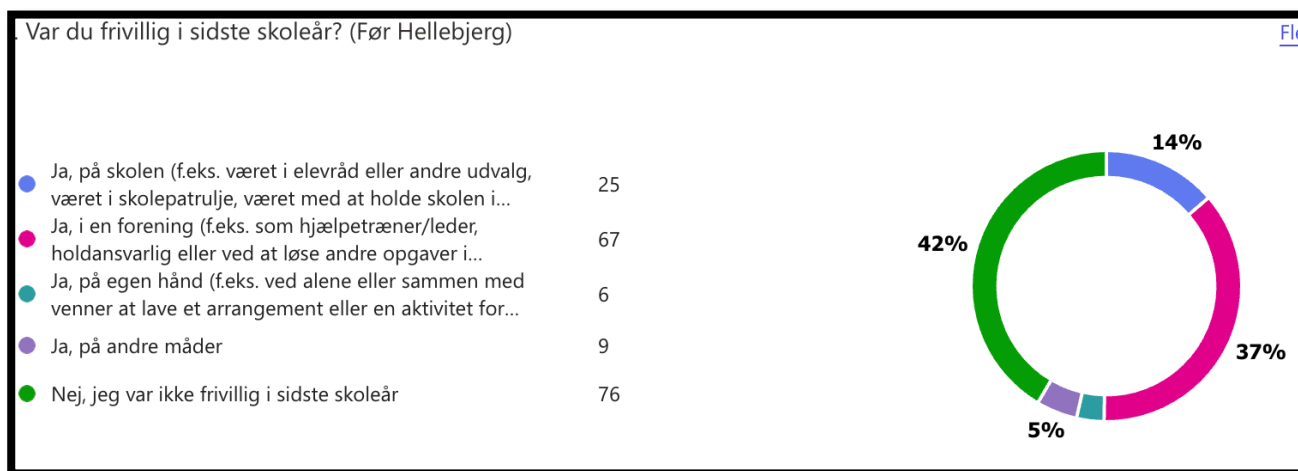 . Var du frivillig i sidste skoleår? (Før Hellebjerg)
Fle
Ja, på skolen (f.eks. været i elevråd eller andre udvalg,
været i skolepatrulje, været med at holde skolen i...
25
Ja, i en forening (f.eks. som hjælpetræner/leder,
holdansvarlig eller ved at løse andre opgaver i...
67
Ja, på egen hånd (f.eks. ved alene eller sammen med
venner at lave et arrangement eller en aktivitet for...
6
Ja, på andre måder
9
Nej, jeg var ikke frivillig i sidste skoleår
76
14%
42%
37%
5%